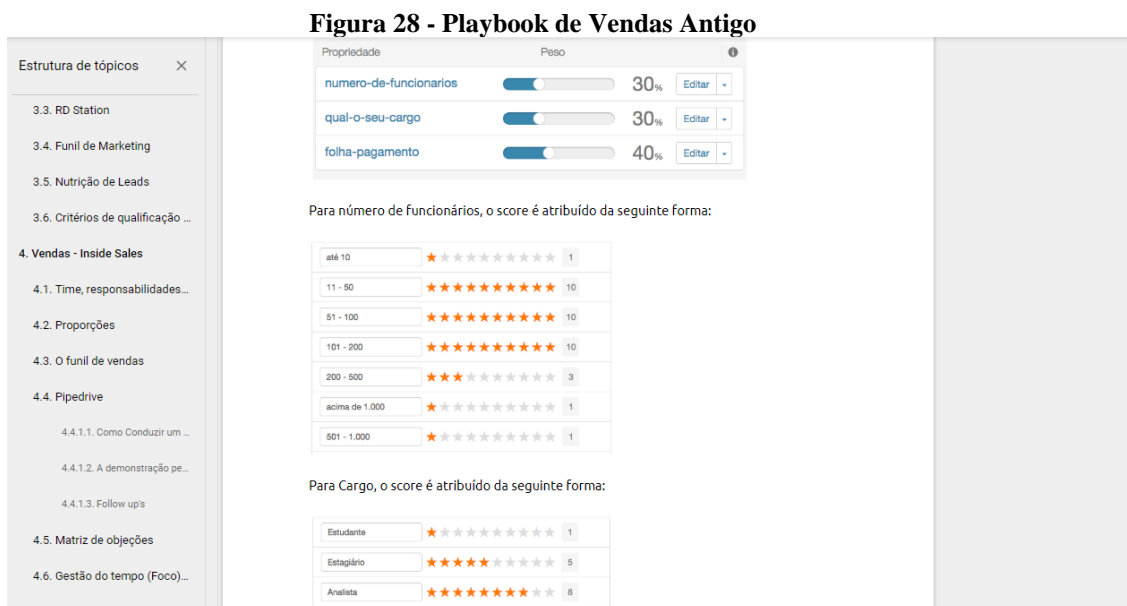 Figura 28 - Playbook de Vendas Antigo
Estrutura de tópicos
3.3. RD Station
3.4. Funil de Marketing
3.5. Nutrição de Leads
3.6. Critérios de qualificação ...
4. Vendas - Inside Sales
4.1. Time, responsabilidades...
4.2. Proporções
4.3. O funil de vendas
4.4. Pipedrive
4.4.1.1. Como Conduzir um ...
4.4.1.2. A demonstração pe...
4.4.1.3. Follow up's
4.5. Matriz de objeções
4.6. Gestão do tempo (Foco)...
Propriedade Peso
numero-de-funcionarios 30% Editar
qual-o-seu-cargo 30% Editar
folha-pagamento 40% Editar
Para número de funcionários, o score é atribuído da seguinte forma:
até 10 1
11 - 50 10
51 - 100 10
101 - 200 10
200 - 500 3
acima de 1.000 1
501 - 1.000 1
Para Cargo, o score é atribuído da seguinte forma:
Estudante 1
Estagiário 5
Analista 8